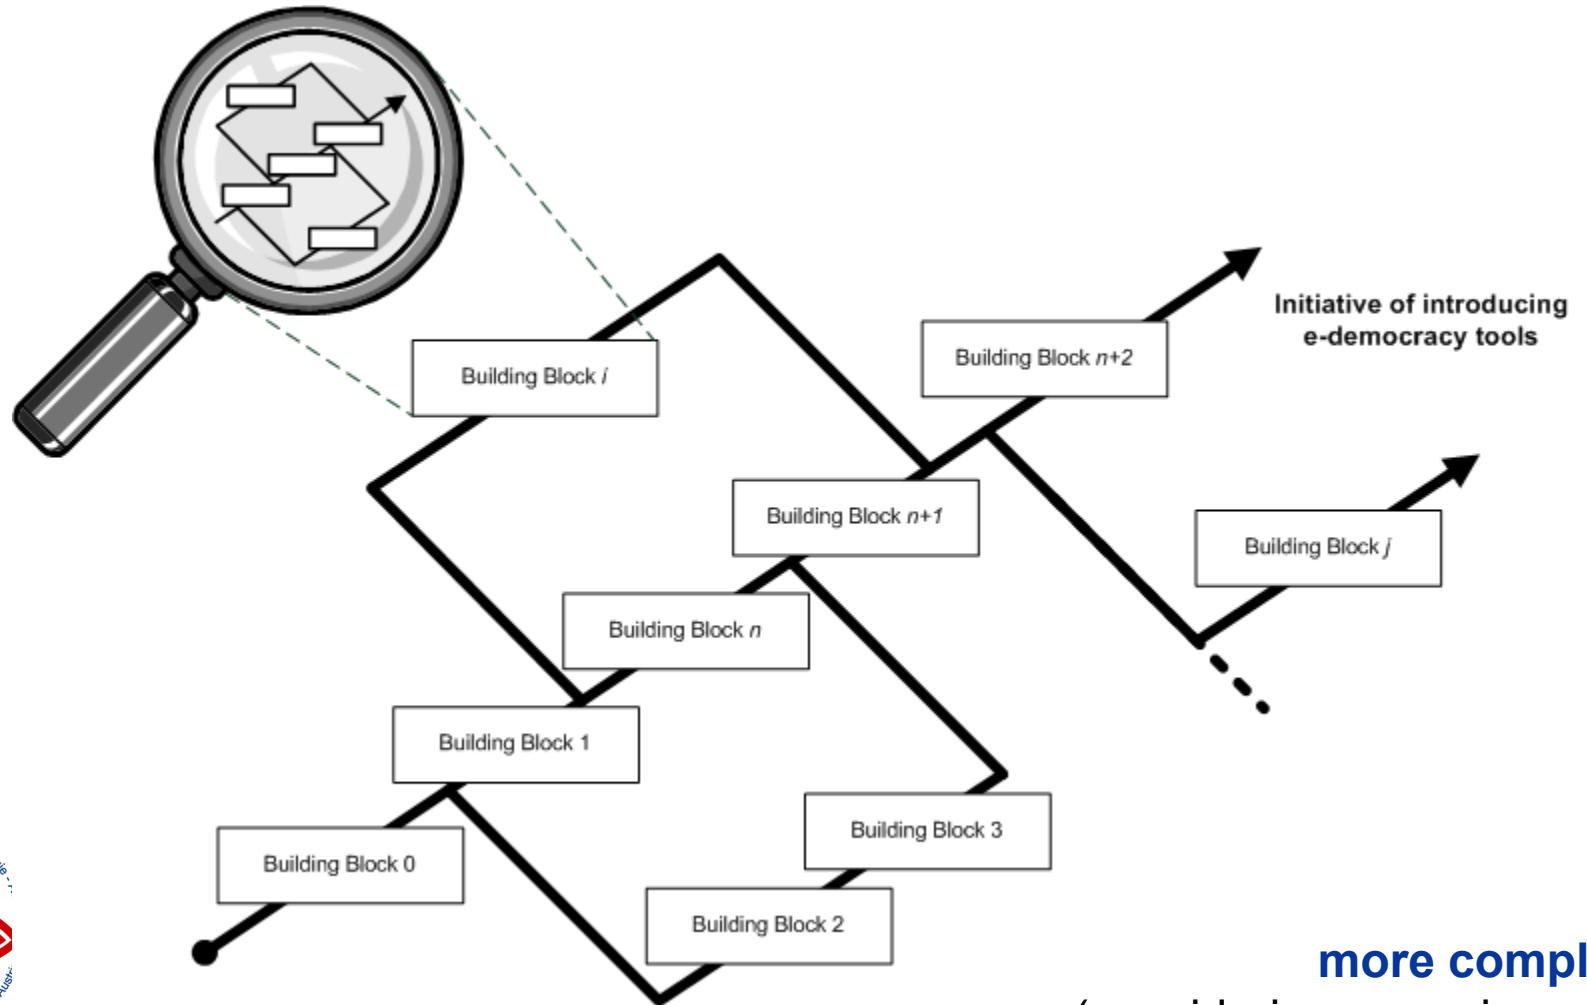 Initiative of introducing
e-democracy tools
Building Block n+2
Building Block i
Building Block n+1
Building Block j
Building Block n
Building Block 1
Building Block 3
Building Block 0
Building Block 2
more compl